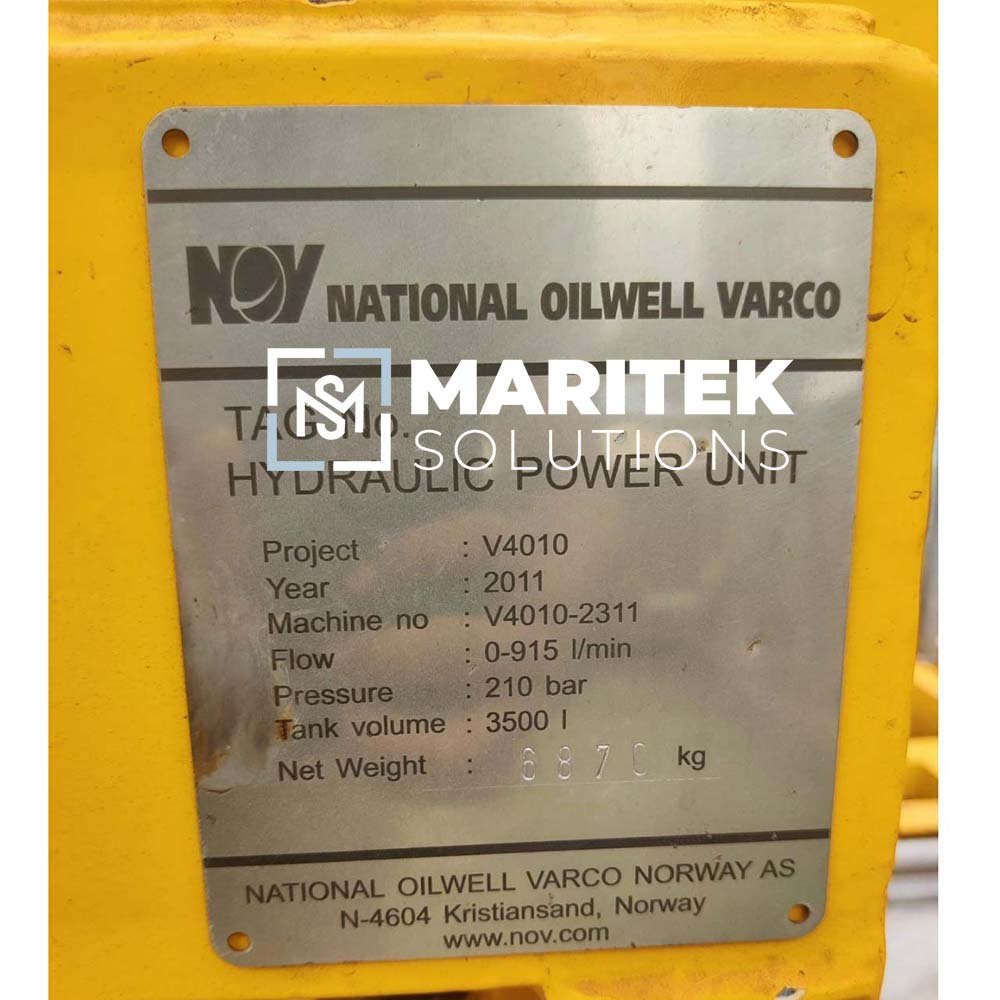 NOV NATIONAL OILWELL VARCO
MARITEK
SOLUTIONS
TAG No.
HYDRAULIC POWER UNIT
Project : V4010
Year : 2011
Machine no : V4010-2311
Flow : 0-915 l/min
Pressure : 210 bar
Tank volume : 3500 l
Net Weight : 6870 kg
NATIONAL OILWELL VARCO NORWAY AS
N-4604 Kristiansand, Norway
www.nov.com